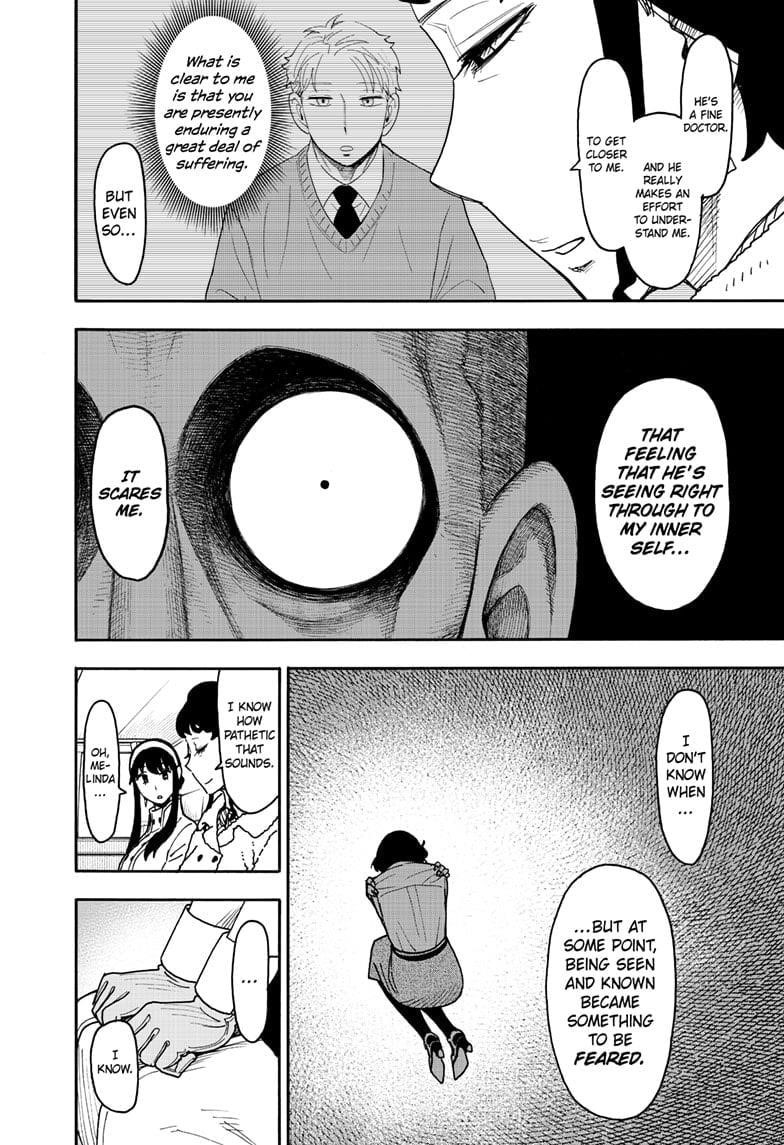 HE'S
A FINE
DOCTOR.
AND HE
REALLY
MAKES AN
EFFORT
TO UNDER-
STAND ME.
TO GET
CLOSER
TO ME.
What is
clear to me
is that you
are presently
enduring a
great deal of
suffering.
BUT
EVEN
SO...
THAT
FEELING
THAT HE'S
SEEING RIGHT
THROUGH TO
MY INNER
SELF...
IT
SCARES
ME.
I
DON'T
KNOW
WHEN
...
...BUT AT
SOME POINT,
BEING SEEN
AND KNOWN
BECAME
SOMETHING
TO BE
FEARED.
I KNOW
HOW
PATHETIC
THAT
SOUNDS.
OH,
ME-
LINDA
...
...
I
KNOW.